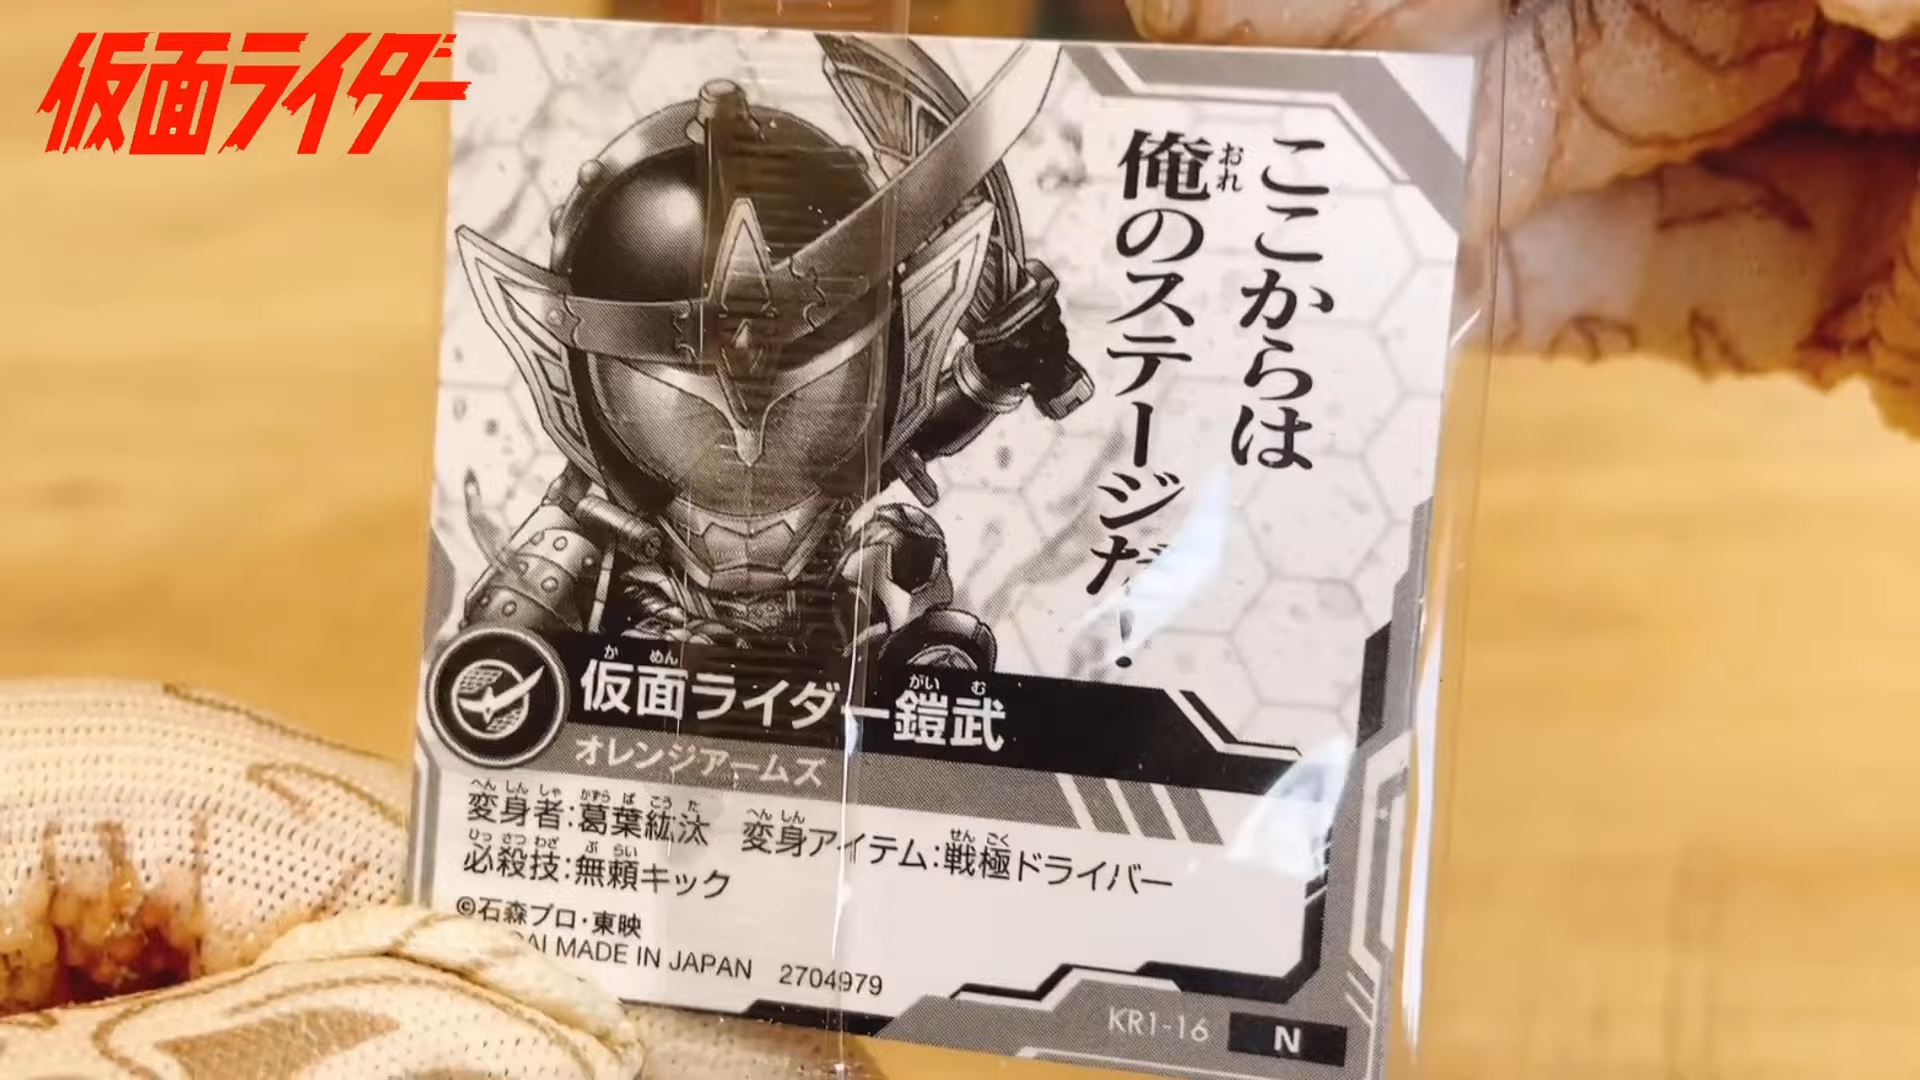 仮面ライダー
ここからは
俺のステージだ!
おれ
かめん
がいむ
仮面ライダー鎧武
オレンジアームズ
へんしんしゃ かずらばこうた へんしん
変身者:葛葉紘汰 変身アイテム:戦極ドライバー
せんごく
ひっさつわざ ぶらい
必殺技:無頼キック
©石森プロ・東映
MADE IN JAPAN 2704979
KR1-16 N